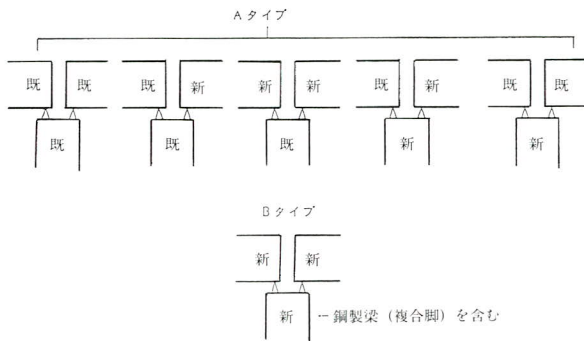 Aタイプ
既 既 既 新 新 新 既 新 既 既
既 既 既 新 新
Bタイプ
新 新
新 ー鋼製梁（複合脚）を含む